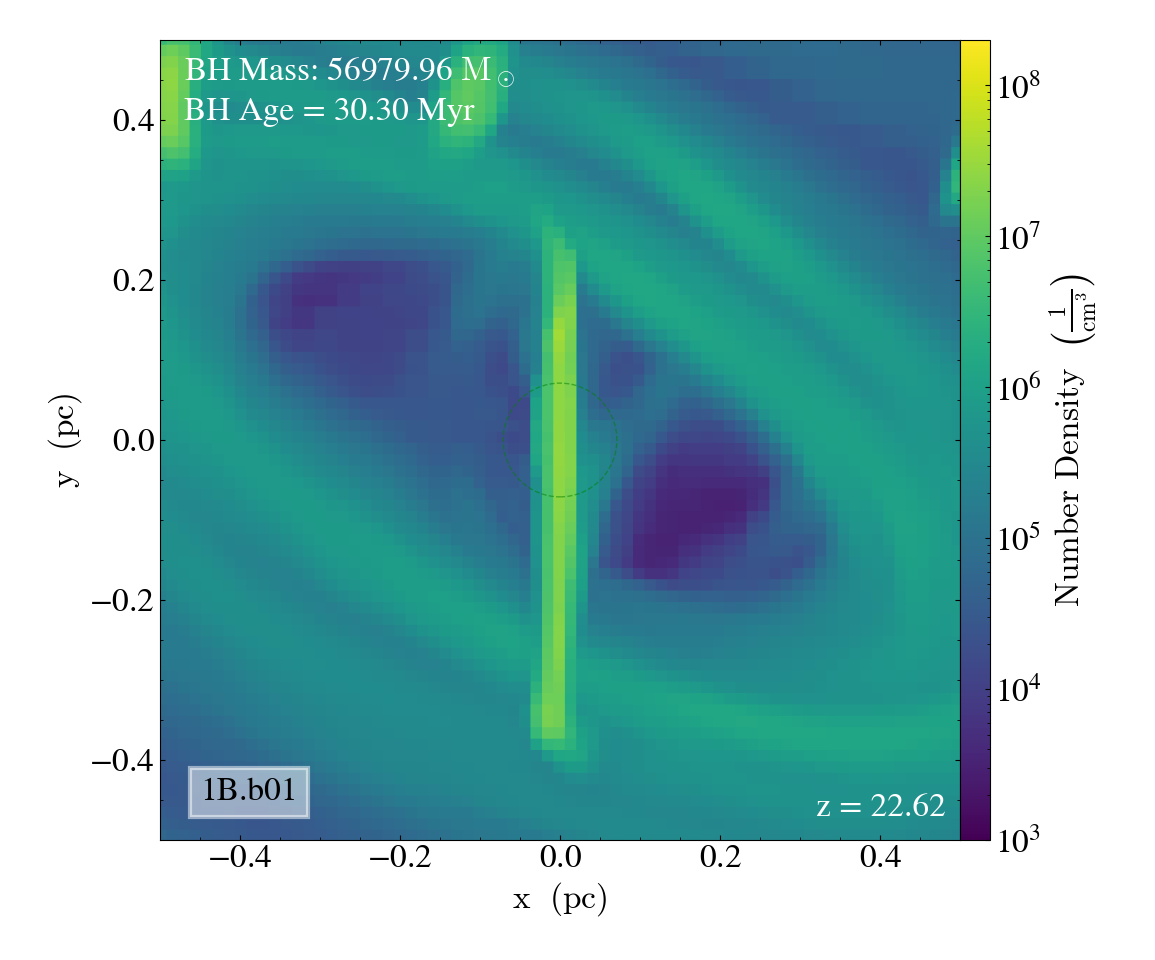 BH Mass: 56979.96 M⊙
BH Age = 30.30 Myr
1B.b01
z = 22.62
0.4
0.2
0.0
−0.2
−0.4
y (pc)
−0.4 −0.2 0.0 0.2 0.4
x (pc)
10^8
10^7
10^6
10^5
10^4
10^3
Number Density (1/cm^3)